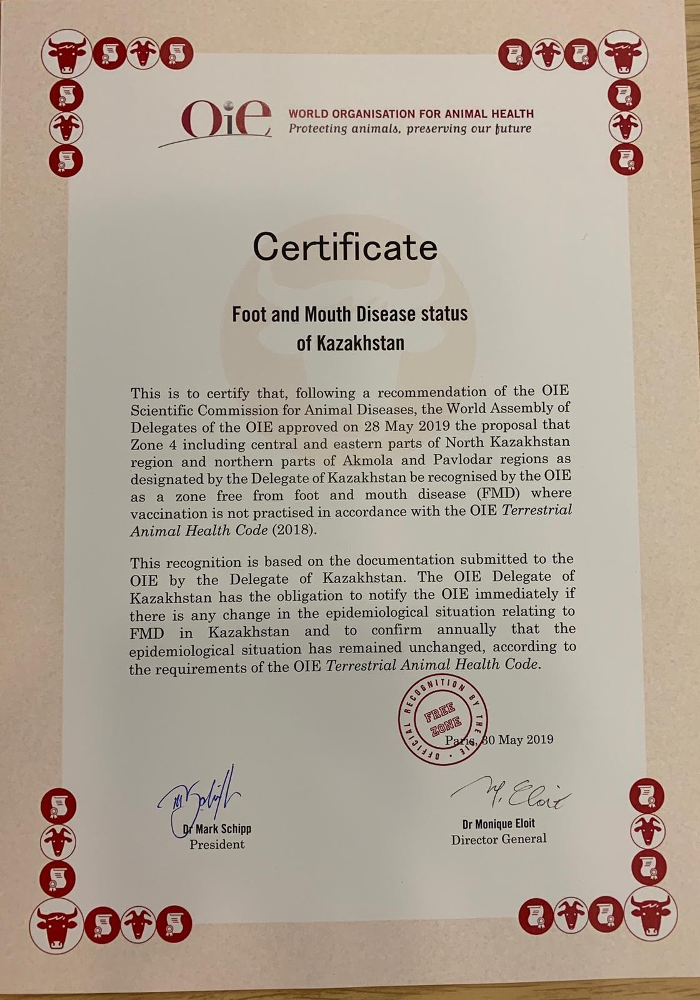 OiE
WORLD ORGANISATION FOR ANIMAL HEALTH
Protecting animals, preserving our future
Certificate
Foot and Mouth Disease status
of Kazakhstan
This is to certify that, following a recommendation of the OIE
Scientific Commission for Animal Diseases, the World Assembly of
Delegates of the OIE approved on 28 May 2019 the proposal that
Zone 4 including central and eastern parts of North Kazakhstan
region and northern parts of Akmola and Pavlodar regions as
designated by the Delegate of Kazakhstan be recognised by the OIE
as a zone free from foot and mouth disease (FMD) where
vaccination is not practised in accordance with the OIE Terrestrial
Animal Health Code (2018).
This recognition is based on the documentation submitted to the
OIE by the Delegate of Kazakhstan. The OIE Delegate of
Kazakhstan has the obligation to notify the OIE immediately if
there is any change in the epidemiological situation relating to
FMD in Kazakhstan and to confirm annually that the
epidemiological situation has remained unchanged, according to
the requirements of the OIE Terrestrial Animal Health Code.
OFFICIAL RECOGNITION BY THE OIE
FREE
ZONE
Paris, 30 May 2019
M Schipp
M. Eloit
Dr Mark Schipp
President
Dr Monique Eloit
Director General